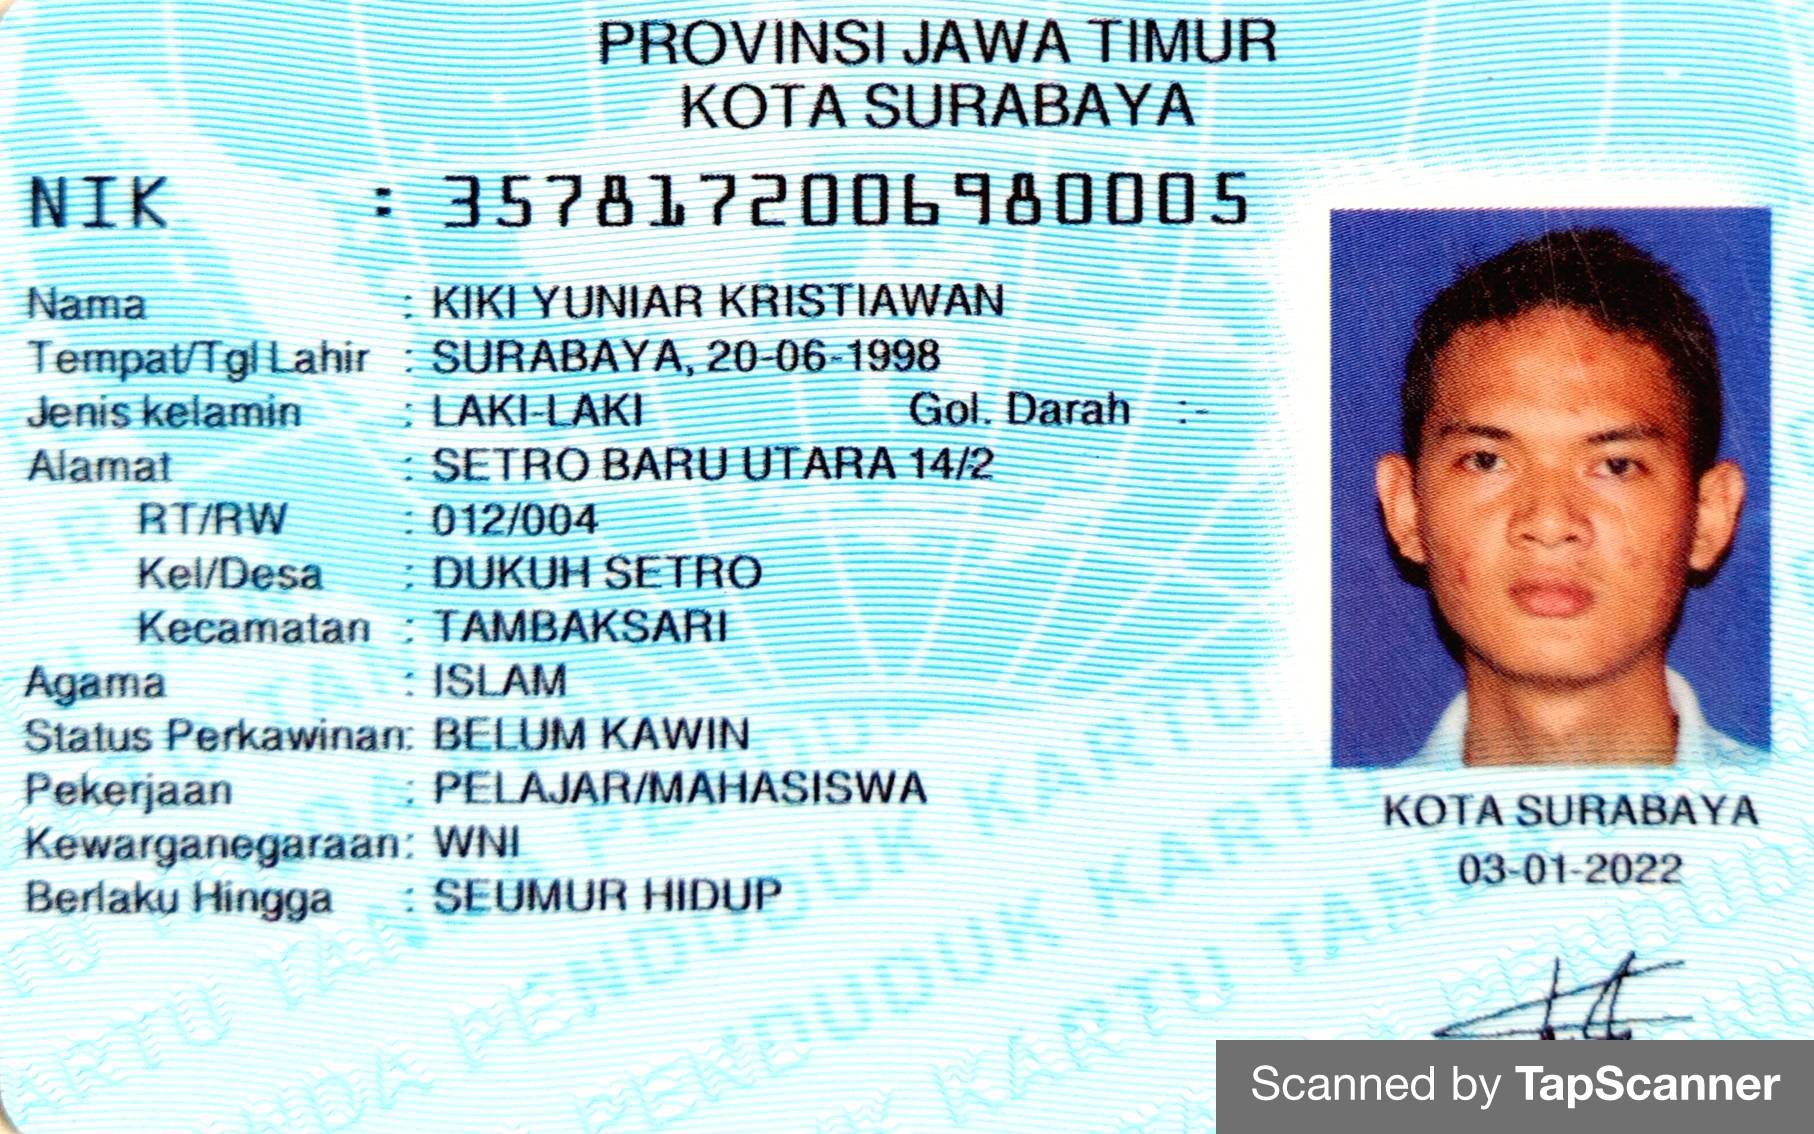 PROVINSI JAWA TIMUR
KOTA SURABAYA
NIK : 3578172006980005
Nama : KIKI YUNIAR KRISTIAWAN
Tempat/Tgl Lahir : SURABAYA, 20-06-1998
Jenis kelamin : LAKI-LAKI Gol. Darah :-
Alamat : SETRO BARU UTARA 14/2
RT/RW : 012/004
Kel/Desa : DUKUH SETRO
Kecamatan : TAMBAKSARI
Agama : ISLAM
Status Perkawinan: BELUM KAWIN
Pekerjaan : PELAJAR/MAHASISWA
Kewarganegaraan: WNI
Berlaku Hingga : SEUMUR HIDUP
KOTA SURABAYA
03-01-2022
Scanned by TapScanner